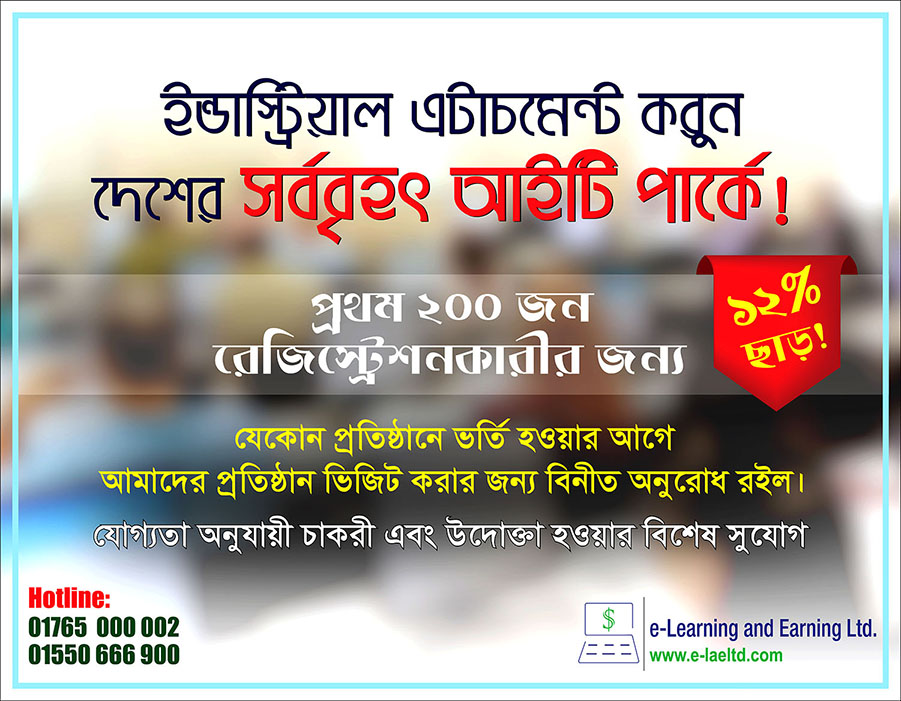 ইন্ডাস্ট্রিয়াল এটাচমেন্ট করুন
দেশের সর্ববৃহৎ আইটি পার্কে!
প্রথম ২০০ জন
রেজিস্ট্রেশনকারীর জন্য
১২%
ছাড়!
যেকোন প্রতিষ্ঠানে ভর্তি হওয়ার আগে
আমাদের প্রতিষ্ঠান ভিজিট করার জন্য বিনীত অনুরোধ রইল।
যোগ্যতা অনুযায়ী চাকরী এবং উদোক্তা হওয়ার বিশেষ সুযোগ
Hotline:
01765 000 002
01550 666 900
$
e-Learning and Earning Ltd.
www.e-laeltd.com